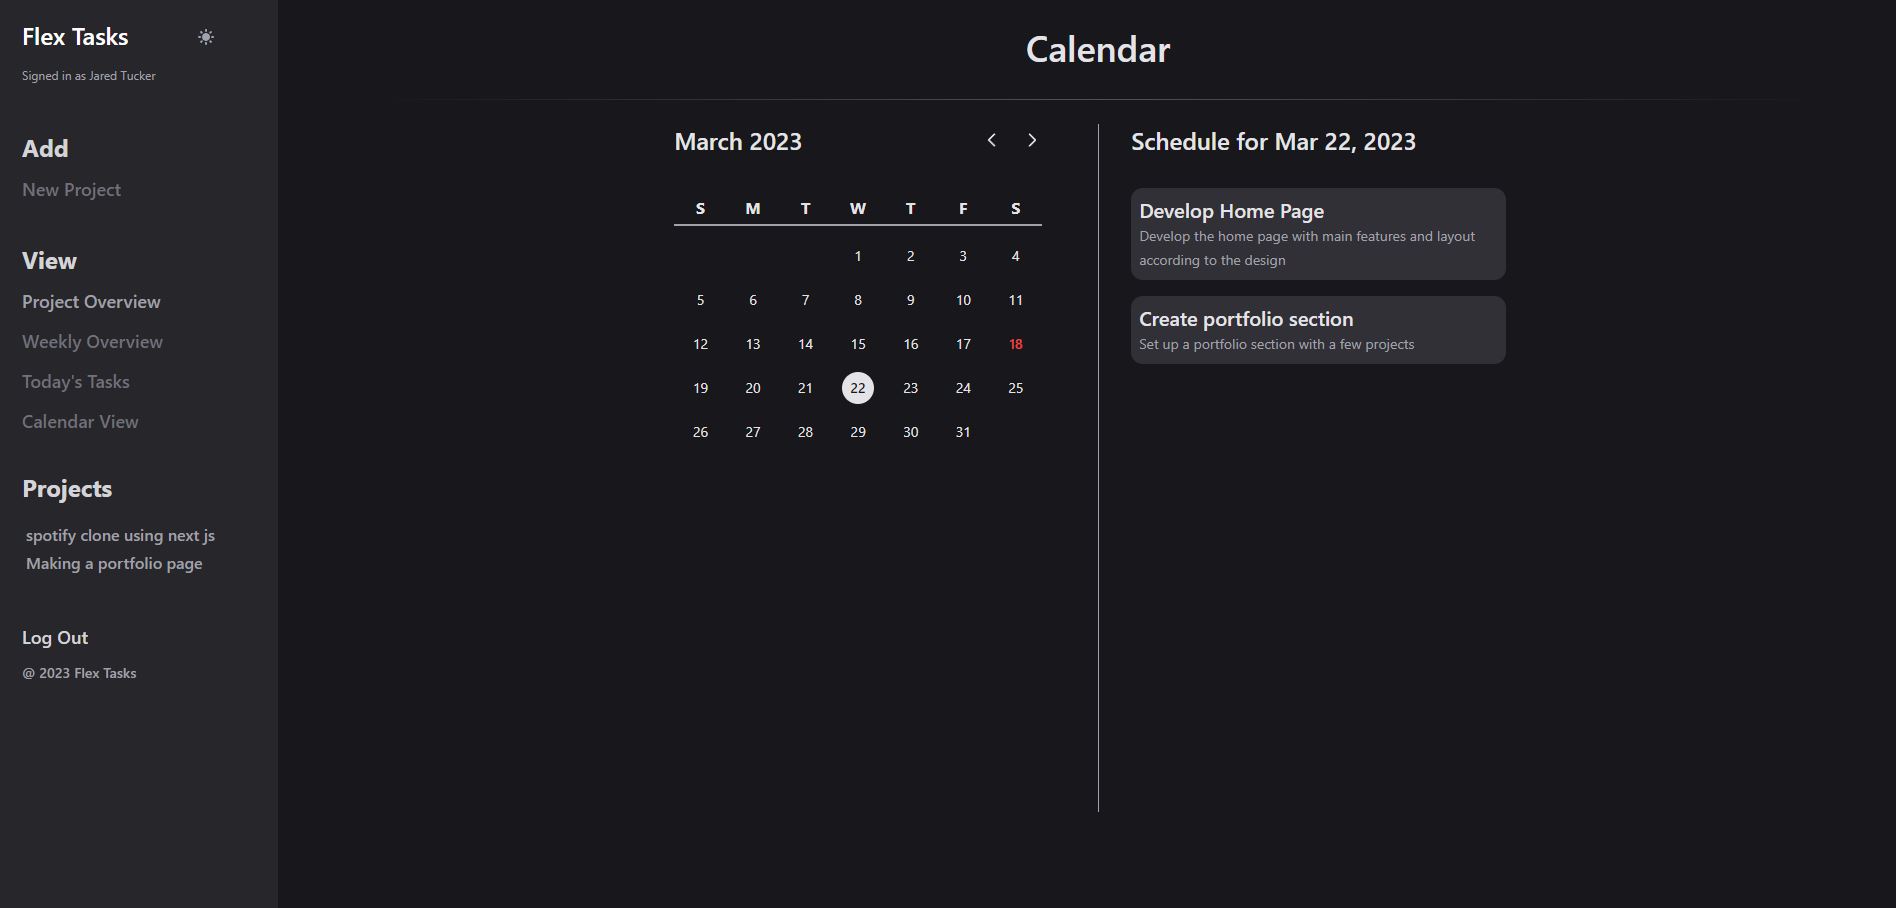 Flex Tasks
Signed in as Jared Tucker
Add
New Project
View
Project Overview
Weekly Overview
Today's Tasks
Calendar View
Projects
spotify clone using next js
Making a portfolio page
Log Out
@ 2023 Flex Tasks
Calendar
March 2023
S M T W T F S
1 2 3 4
5 6 7 8 9 10 11
12 13 14 15 16 17 18
19 20 21 22 23 24 25
26 27 28 29 30 31
Schedule for Mar 22, 2023
Develop Home Page
Develop the home page with main features and layout
according to the design
Create portfolio section
Set up a portfolio section with a few projects